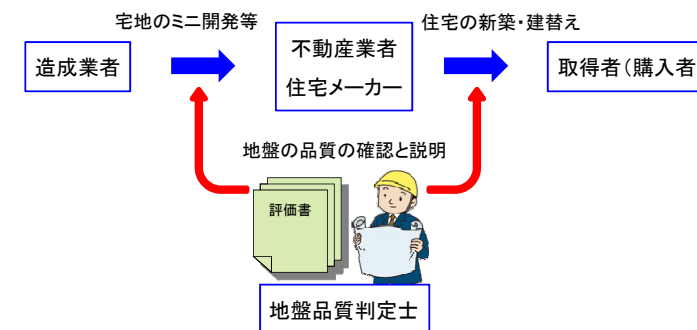 宅地のミニ開発等
住宅の新築・建替え
造成業者
不動産業者
住宅メーカー
取得者(購入者
地盤の品質の確認と説明
評価書
地盤品質判定士